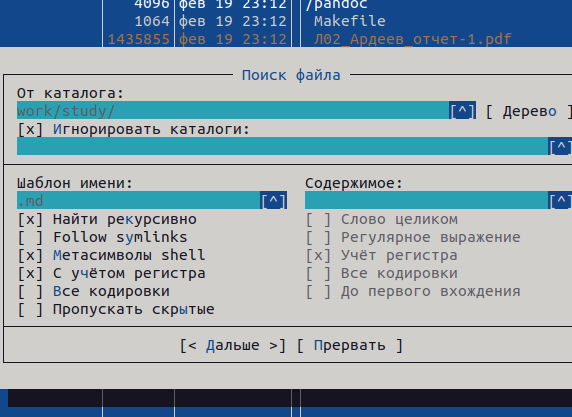 4096 фев 19 23:12 /pandoc
1064 фев 19 23:12 Makefile
1435855 фев 19 23:12 Л02_Ардеев_отчет-1.pdf
Поиск файла
От каталога:
work/study/ [^] [ Дерево ]
[x] Игнорировать каталоги:
[^]
Шаблон имени: Содержимое:
.md [^] [^]
[x] Найти рекурсивно [ ] Слово целиком
[ ] Follow symlinks [ ] Регулярное выражение
[x] Метасимволы shell [x] Учёт регистра
[x] С учётом регистра [ ] Все кодировки
[ ] Все кодировки [ ] До первого вхождения
[ ] Пропускать скрытые
[< Дальше >] [ Прервать ]